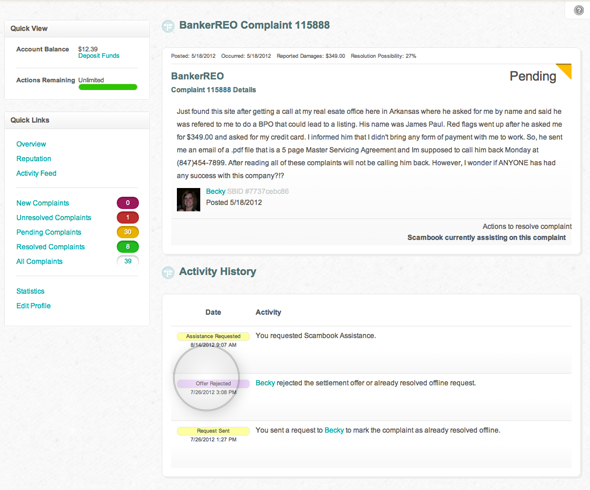 Quick View
Account Balance $12.39
Deposit Funds
Actions Remaining Unlimited
Quick Links
Overview
Reputation
Activity Feed
New Complaints 0
Unresolved Complaints 1
Pending Complaints 30
Resolved Complaints 8
All Complaints 39
Statistics
Edit Profile
BankerREO Complaint 115888
Posted: 5/18/2012 Occurred: 5/18/2012 Reported Damages: $349.00 Resolution Possibility: 27%
BankerREO
Pending
Complaint 115888 Details
Just found this site after getting a call at my real esate office here in Arkansas where he asked for me by name and said he
was refered to me to do a BPO that could lead to a listing. His name was James Paul. Red flags went up after he asked me
for $349.00 and asked for my credit card. I informed him that I didn't bring any form of payment with me to work. So, he sent
me an email of a .pdf file that is a 5 page Master Servicing Agreement and Im supposed to call him back Monday at
(847)454-7899. After reading all of these complaints will not be calling him back. However, I wonder if ANYONE has had
any success with this company?!?
Becky SBID #7737cebc86
Posted 5/18/2012
Actions to resolve complaint
Scambook currently assisting on this complaint
Activity History
Date Activity
Assistance Requested You requested Scambook Assistance.
8/14/2012 9:07 AM
Offer Rejected Becky rejected the settlement offer or already resolved offline request.
7/26/2012 3:08 PM
Request Sent You sent a request to Becky to mark the complaint as already resolved offline.
7/26/2012 1:27 PM